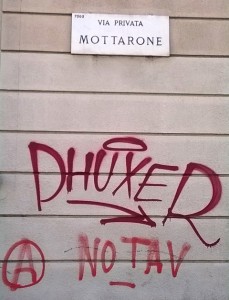 VIA PRIVATA
MOTTARONE
DHUXER
A NO TAV